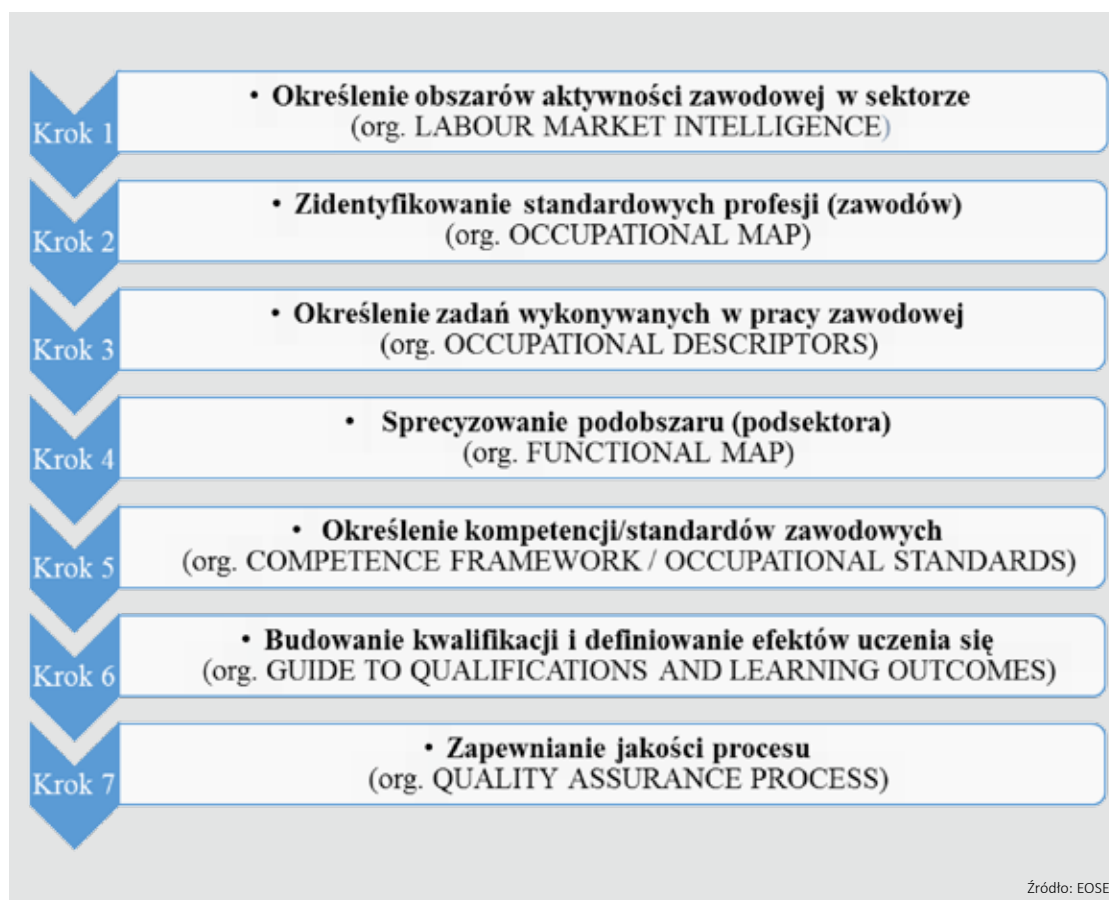 Krok 1
• Określenie obszarów aktywności zawodowej w sektorze
(org. LABOUR MARKET INTELLIGENCE)
Krok 2
• Zidentyfikowanie standardowych profesji (zawodów)
(org. OCCUPATIONAL MAP)
Krok 3
• Określenie zadań wykonywanych w pracy zawodowej
(org. OCCUPATIONAL DESCRIPTORS)
Krok 4
• Sprecyzowanie podobszaru (podsektora)
(org. FUNCTIONAL MAP)
Krok 5
• Określenie kompetencji/standardów zawodowych
(org. COMPETENCE FRAMEWORK / OCCUPATIONAL STANDARDS)
Krok 6
• Budowanie kwalifikacji i definiowanie efektów uczenia się
(org. GUIDE TO QUALIFICATIONS AND LEARNING OUTCOMES)
Krok 7
• Zapewnianie jakości procesu
(org. QUALITY ASSURANCE PROCESS)
Źródło: EOSE